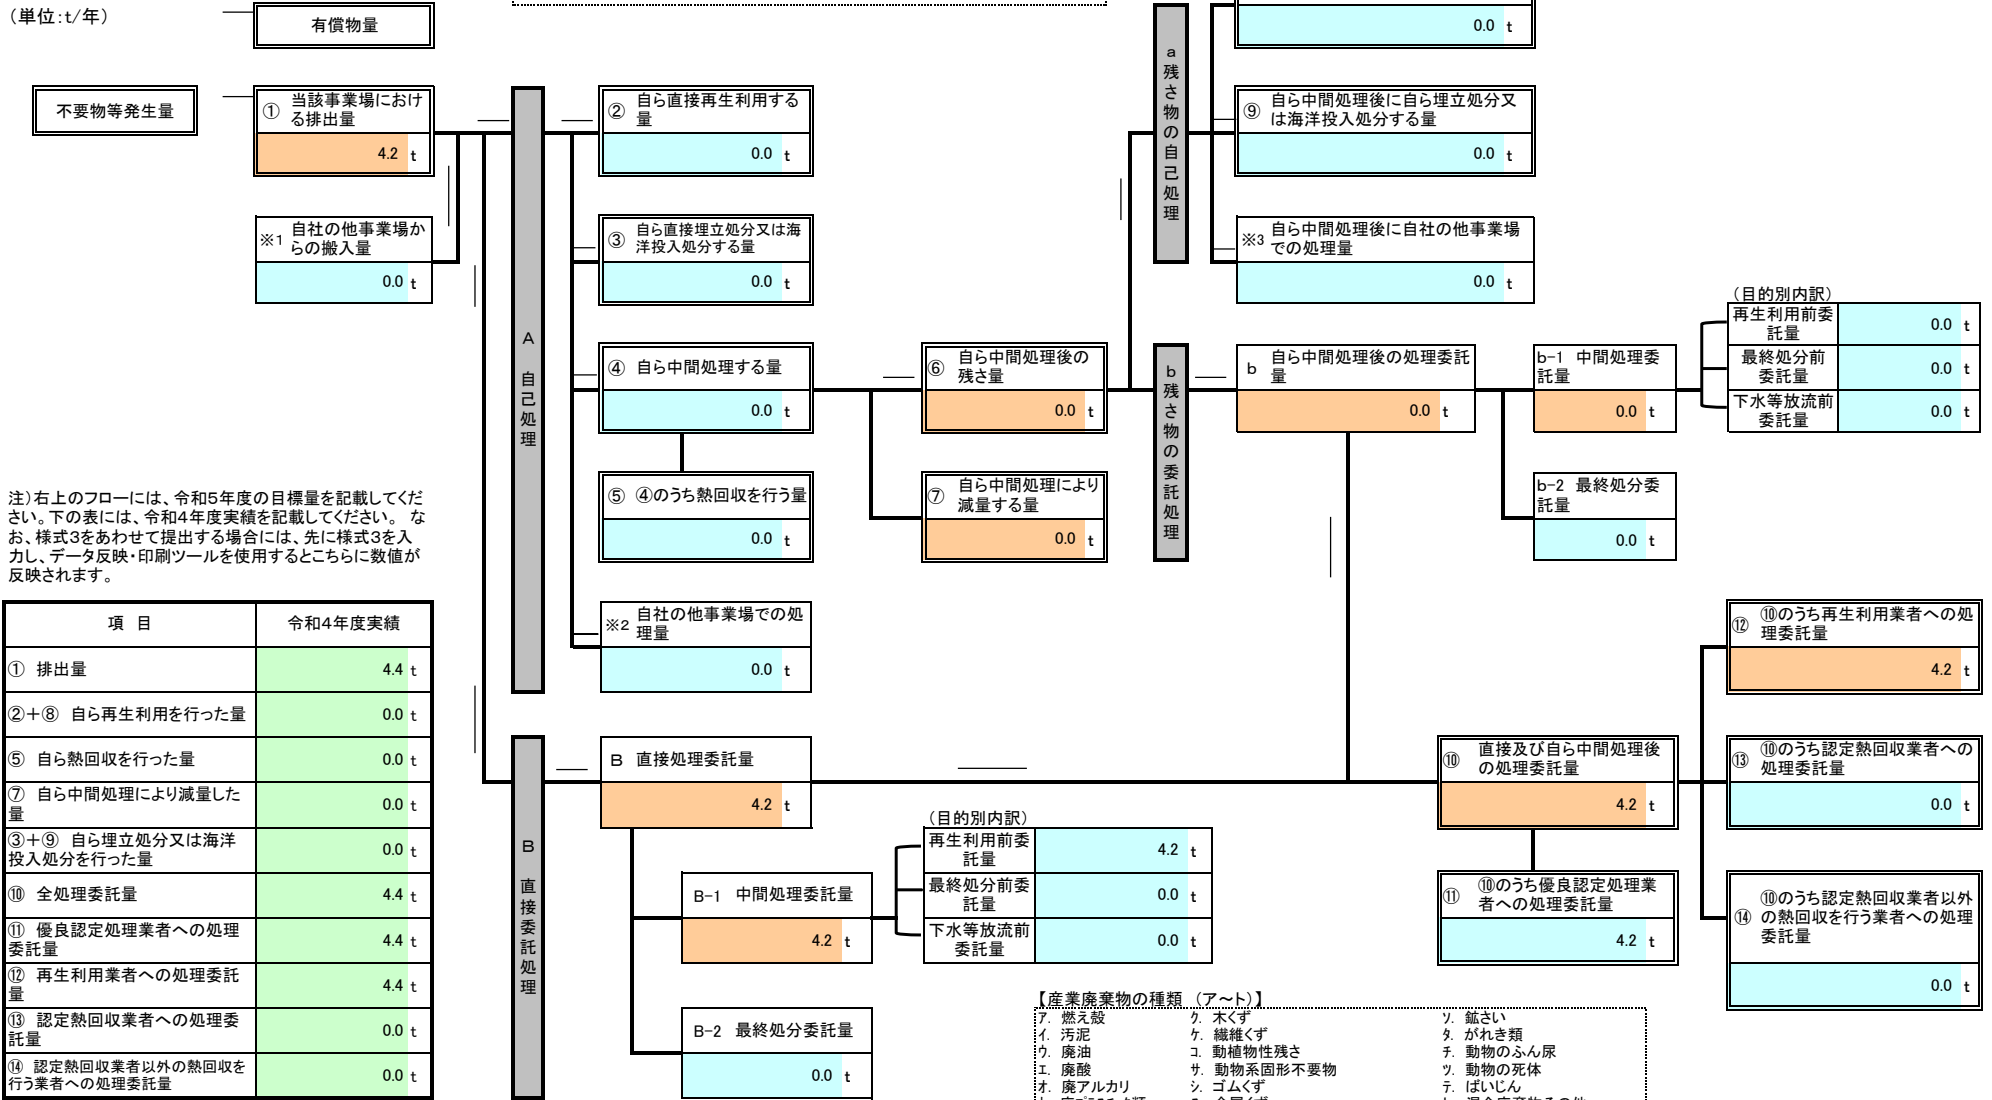 （単位：t/年）
有償物量
0.0 t
不要物等発生量
① 当該事業場におけ
る排出量
4.2 t
※1 自社の他事業場か
らの搬入量
0.0 t
A 自己処理
② 自ら直接再生利用する
量
0.0 t
③ 自ら直接埋立処分又は海
洋投入処分する量
0.0 t
④ 自ら中間処理する量
0.0 t
⑤ ④のうち熱回収を行う量
0.0 t
※2 自社の他事業場での処
理量
0.0 t
⑥ 自ら中間処理後の
残さ量
0.0 t
⑦ 自ら中間処理により
減量する量
0.0 t
a 残さ物の自己処理
⑨ 自ら中間処理後に自ら埋立処分又
は海洋投入処分する量
0.0 t
※3 自ら中間処理後に自社の他事業場
での処理量
0.0 t
b 残さ物の委託処理
b 自ら中間処理後の処理委託
量
0.0 t
b-1 中間処理委
託量
0.0 t
（目的別内訳）
再生利用前委
託量
0.0 t
最終処分前
委託量
0.0 t
下水等放流前
委託量
0.0 t
b-2 最終処分委
託量
0.0 t
注）右上のフローには、令和５年度の目標量を記載してくだ
さい。下の表には、令和４年度実績を記載してください。 な
お、様式３をあわせて提出する場合には、先に様式３を入
力し、データ反映・印刷ツールを使用するとこちらに数値が
反映されます。
項 目 令和４年度実績
① 排出量 4.4 t
②＋⑧ 自ら再生利用を行った量 0.0 t
⑤ 自ら熱回収を行った量 0.0 t
⑦ 自ら中間処理により減量した
量 0.0 t
③＋⑨ 自ら埋立処分又は海洋
投入処分を行った量 0.0 t
⑩ 全処理委託量 4.4 t
⑪ 優良認定処理業者への処理
委託量 4.4 t
⑫ 再生利用業者への処理委託
量 4.4 t
⑬ 認定熱回収業者への処理委
託量 0.0 t
⑭ 認定熱回収業者以外の熱回収を
行う業者への処理委託量 0.0 t
B 直接委託処理
B 直接処理委託量
4.2 t
B-1 中間処理委託量
4.2 t
（目的別内訳）
再生利用前委
託量
4.2 t
最終処分前委
託量
0.0 t
下水等放流前
委託量
0.0 t
B-2 最終処分委託量
0.0 t
⑩ 直接及び自ら中間処理後
の処理委託量
4.2 t
⑪ ⑩のうち優良認定処理業
者への処理委託量
4.2 t
⑫ ⑩のうち再生利用業者への処
理委託量
4.2 t
⑬ ⑩のうち認定熱回収業者への
処理委託量
0.0 t
⑭ ⑩のうち認定熱回収業者以外
の熱回収を行う業者への処理
委託量
0.0 t
【産業廃棄物の種類 （ア～ト）】
ｱ. 燃え殻 ｸ. 木くず ｿ. 鉱さい
ｲ. 汚泥 ｹ. 繊維くず ﾀ. がれき類
ｳ. 廃油 ｺ. 動植物性残さ ﾁ. 動物のふん尿
ｴ. 廃酸 ｻ. 動物系固形不要物 ﾂ. 動物の死体
ｵ. 廃アルカリ ｼ. ゴムくず ﾃ. ばいじん